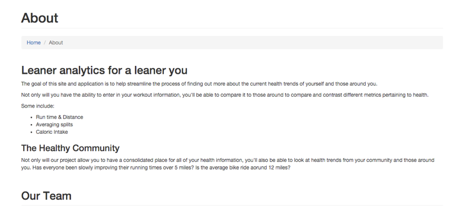 About
Home / About
Leaner analytics for a leaner you
The goal of this site and application is to help streamline the process of finding out more about the current health trends of yourself and those around you.
Not only will you have the ability to enter in your workout information, you'll be able to compare it to those around to compare and contrast different metrics pertaining to health.
Some include:
• Run time & Distance
• Averaging splits
• Caloric Intake
The Healthy Community
Not only will our project allow you to have a consolidated place for all of your health information, you'll also be able to look at health trends from your community and those around
you. Has everyone been slowly improving their running times over 5 miles? Is the average bike ride aorund 12 miles?
Our Team